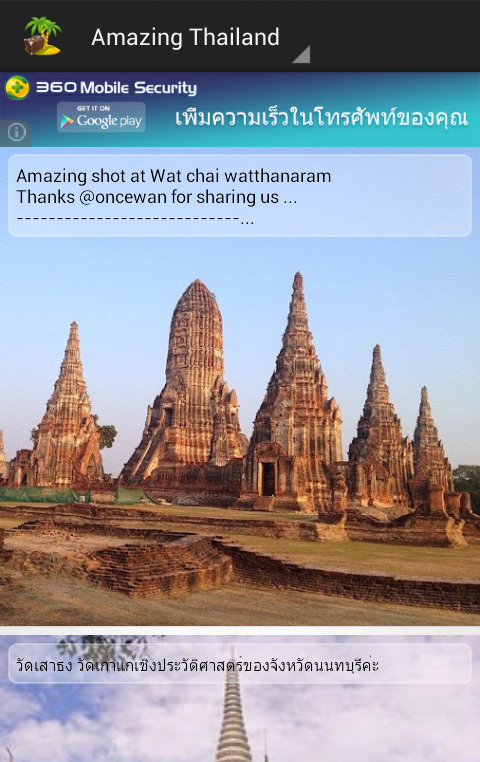 Amazing Thailand
360 Mobile Security
GET IT ON
Google play
เพิ่มความเร็วในโทรศัพท์ของคุณ
Amazing shot at Wat chai watthanaram
Thanks @oncewan for sharing us ...
----------------------------...
วัดเสาธง วัดเก่าแก่เชิงประวัติศาสตร์ของจังหวัดนนทบุรีค่ะ